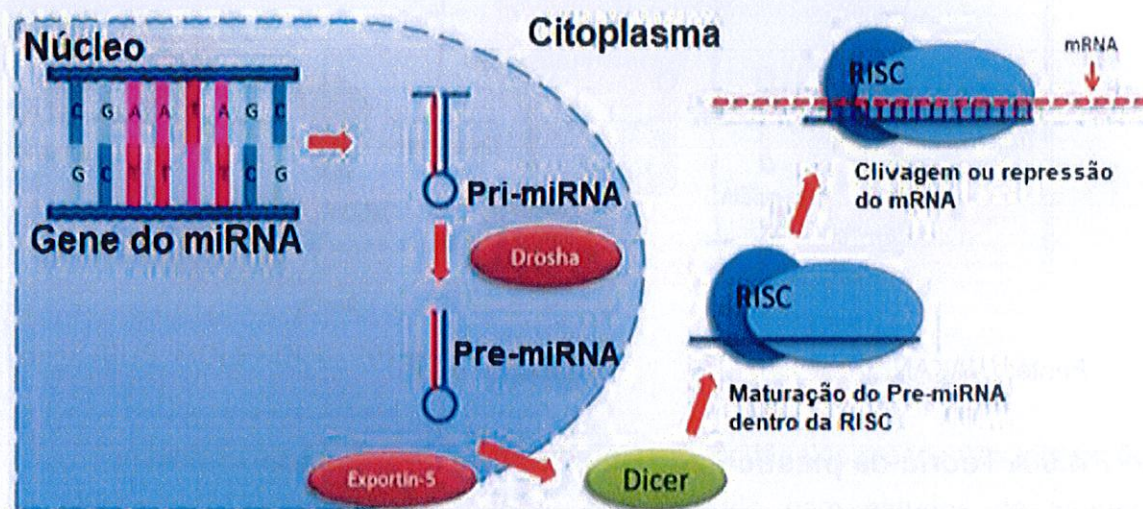 Núcleo
C G A A T A G C
G C T T T C G
Gene do miRNA
Pri-miRNA
Drosha
Pre-miRNA
Exportin-5
Citoplasma
Dicer
Maturação do Pre-miRNA
dentro da RISC
RISC
Clivagem ou repressão
do mRNA
RISC
mRNA